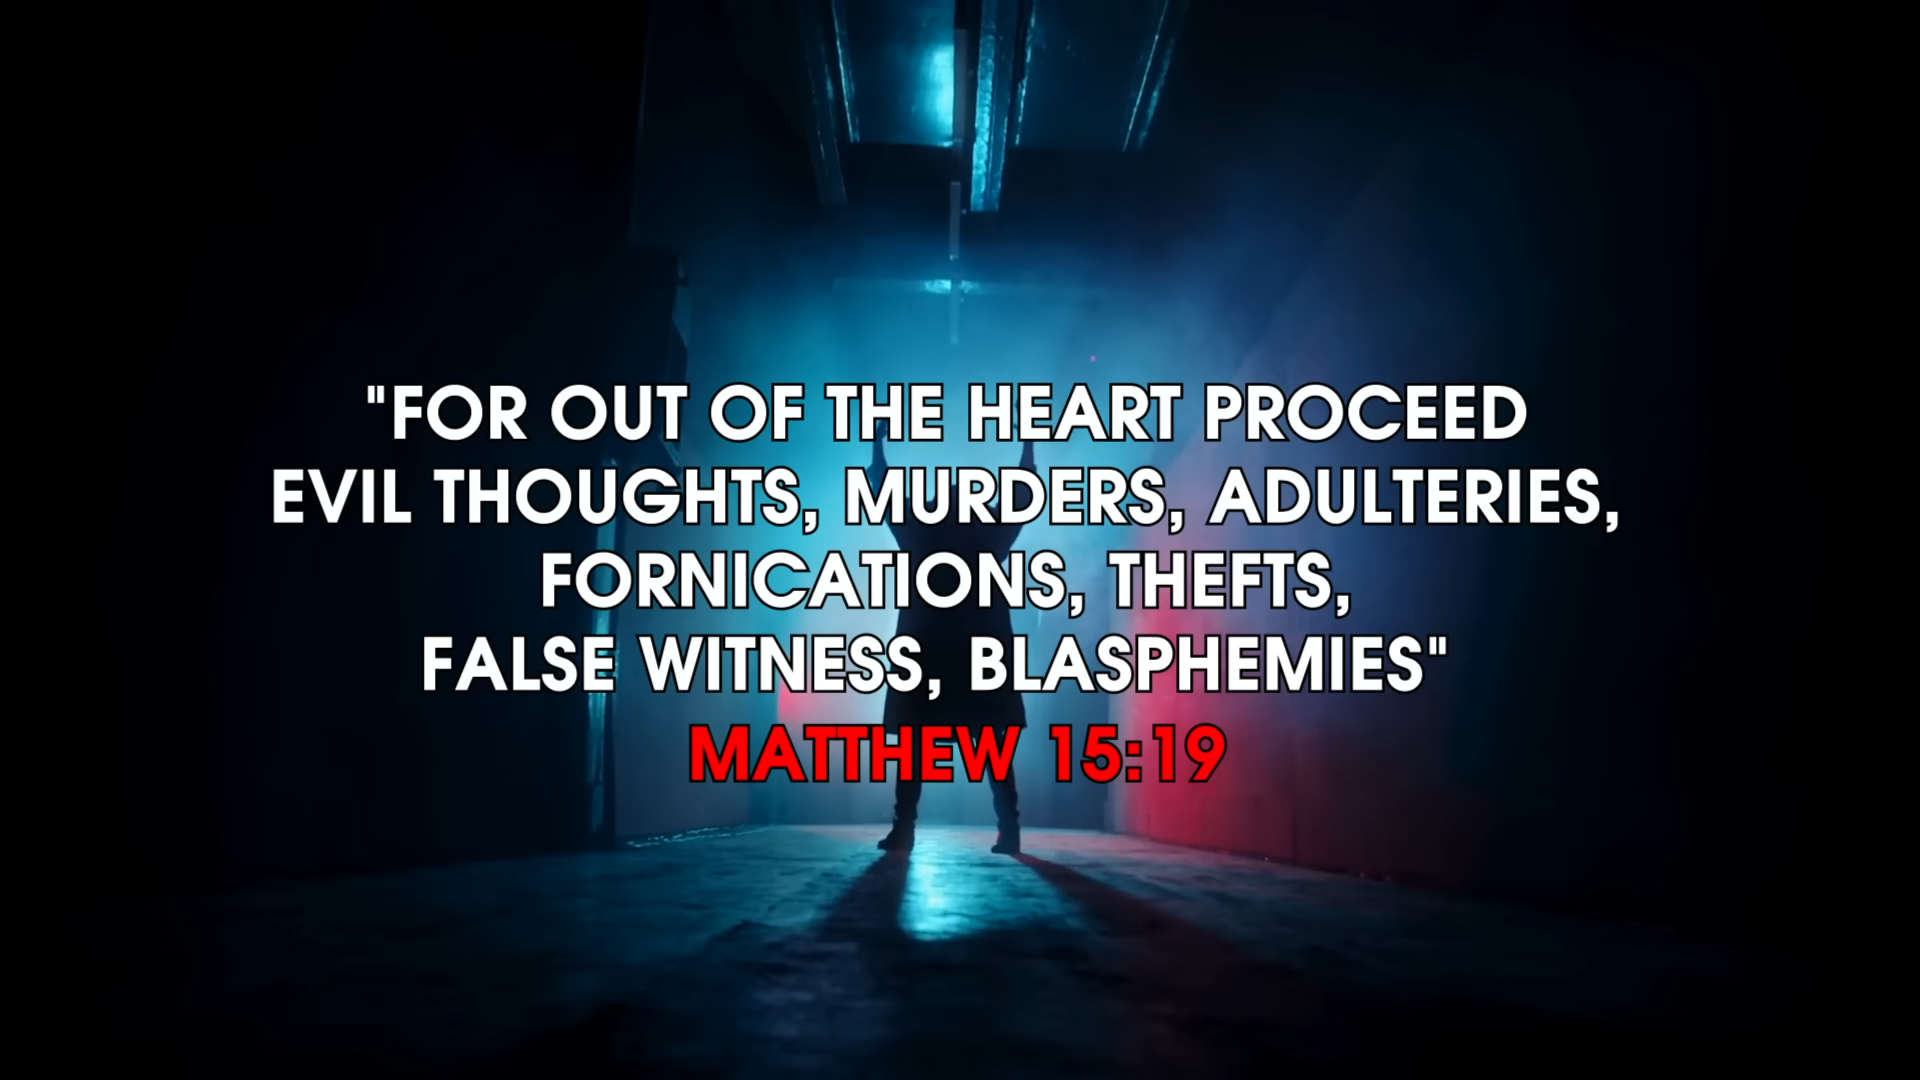 "FOR OUT OF THE HEART PROCEED
EVIL THOUGHTS, MURDERS, ADULTERIES,
FORNICATIONS, THEFTS,
FALSE WITNESS, BLASPHEMIES"
MATTHEW 15:19